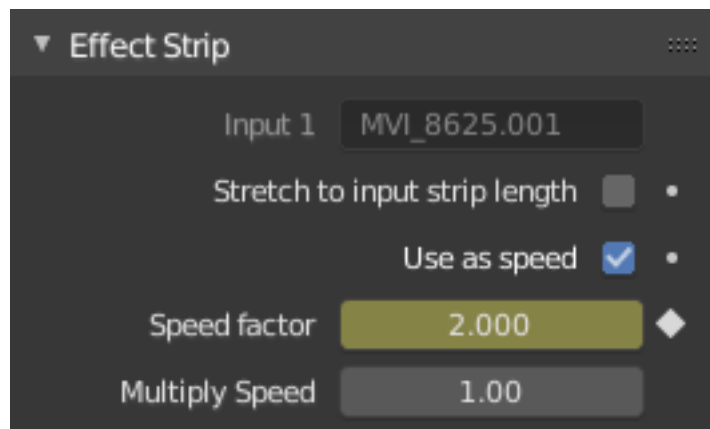 Effect Strip
Input 1 MVI_8625.001
Stretch to input strip length
Use as speed
Speed factor 2.000
Multiply Speed 1.00